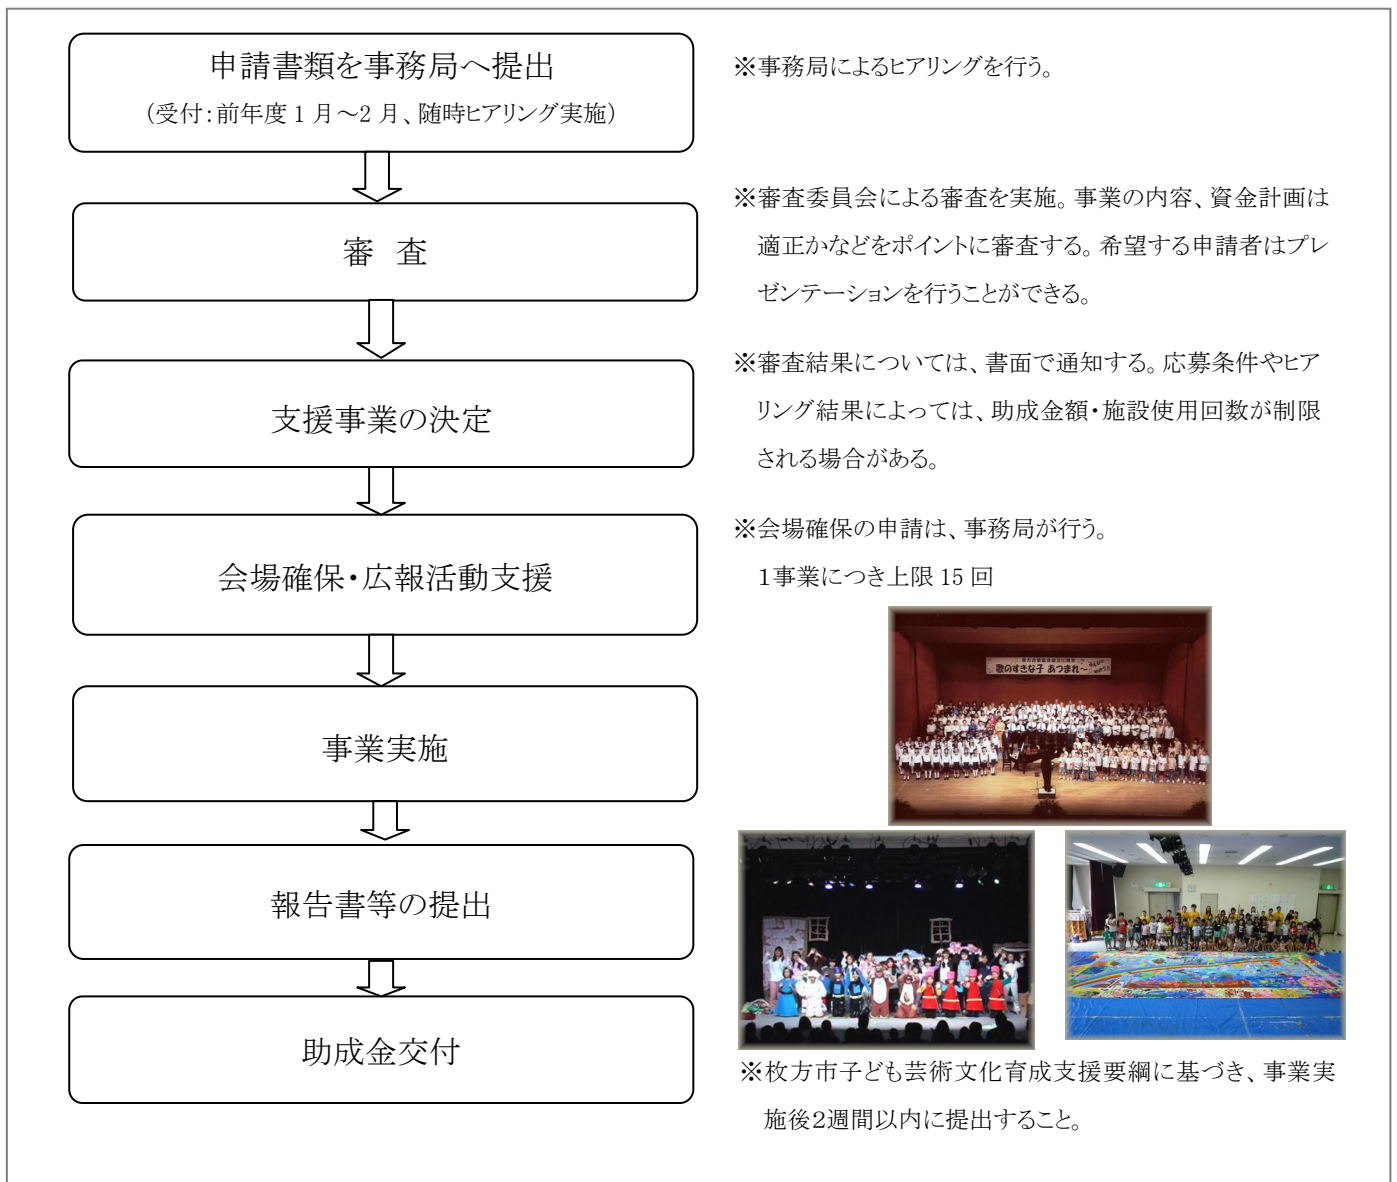 申請書類を事務局へ提出
（受付：前年度 1 月～2 月、随時ヒアリング実施）
※事務局によるヒアリングを行う。
審 査
※審査委員会による審査を実施。事業の内容、資金計画は
適正かなどをポイントに審査する。希望する申請者はプレ
ゼンテーションを行うことができる。
支援事業の決定
※審査結果については、書面で通知する。応募条件やヒア
リング結果によっては、助成金額・施設使用回数が制限
される場合がある。
会場確保・広報活動支援
※会場確保の申請は、事務局が行う。
１事業につき上限 15 回
歌のすきな子 あつまれ～
事業実施
報告書等の提出
助成金交付
※枚方市子ども芸術文化育成支援要綱に基づき、事業実
施後２週間以内に提出すること。